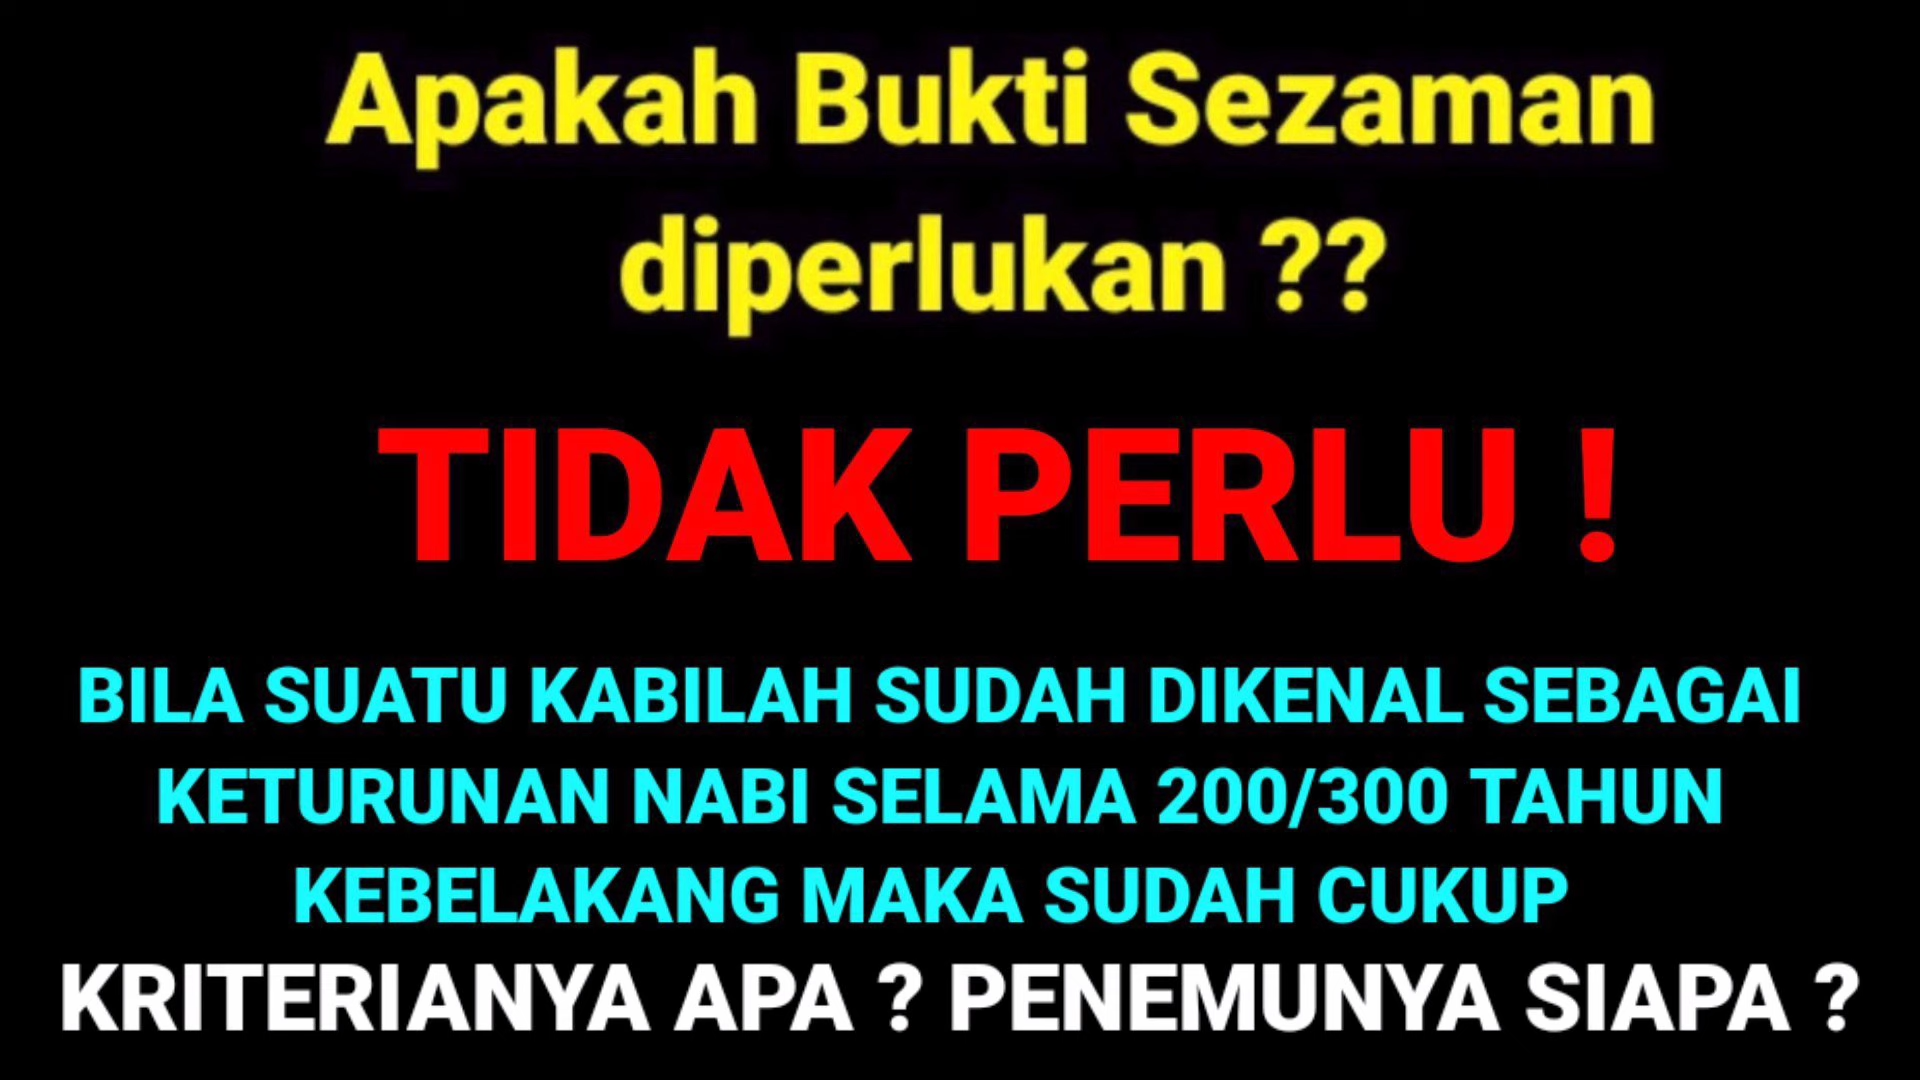 Apakah Bukti Sezaman
diperlukan ??
TIDAK PERLU !
BILA SUATU KABILAH SUDAH DIKENAL SEBAGAI
KETURUNAN NABI SELAMA 200/300 TAHUN
KEBELAKANG MAKA SUDAH CUKUP
KRITERIANYA APA ? PENEMUNYA SIAPA ?